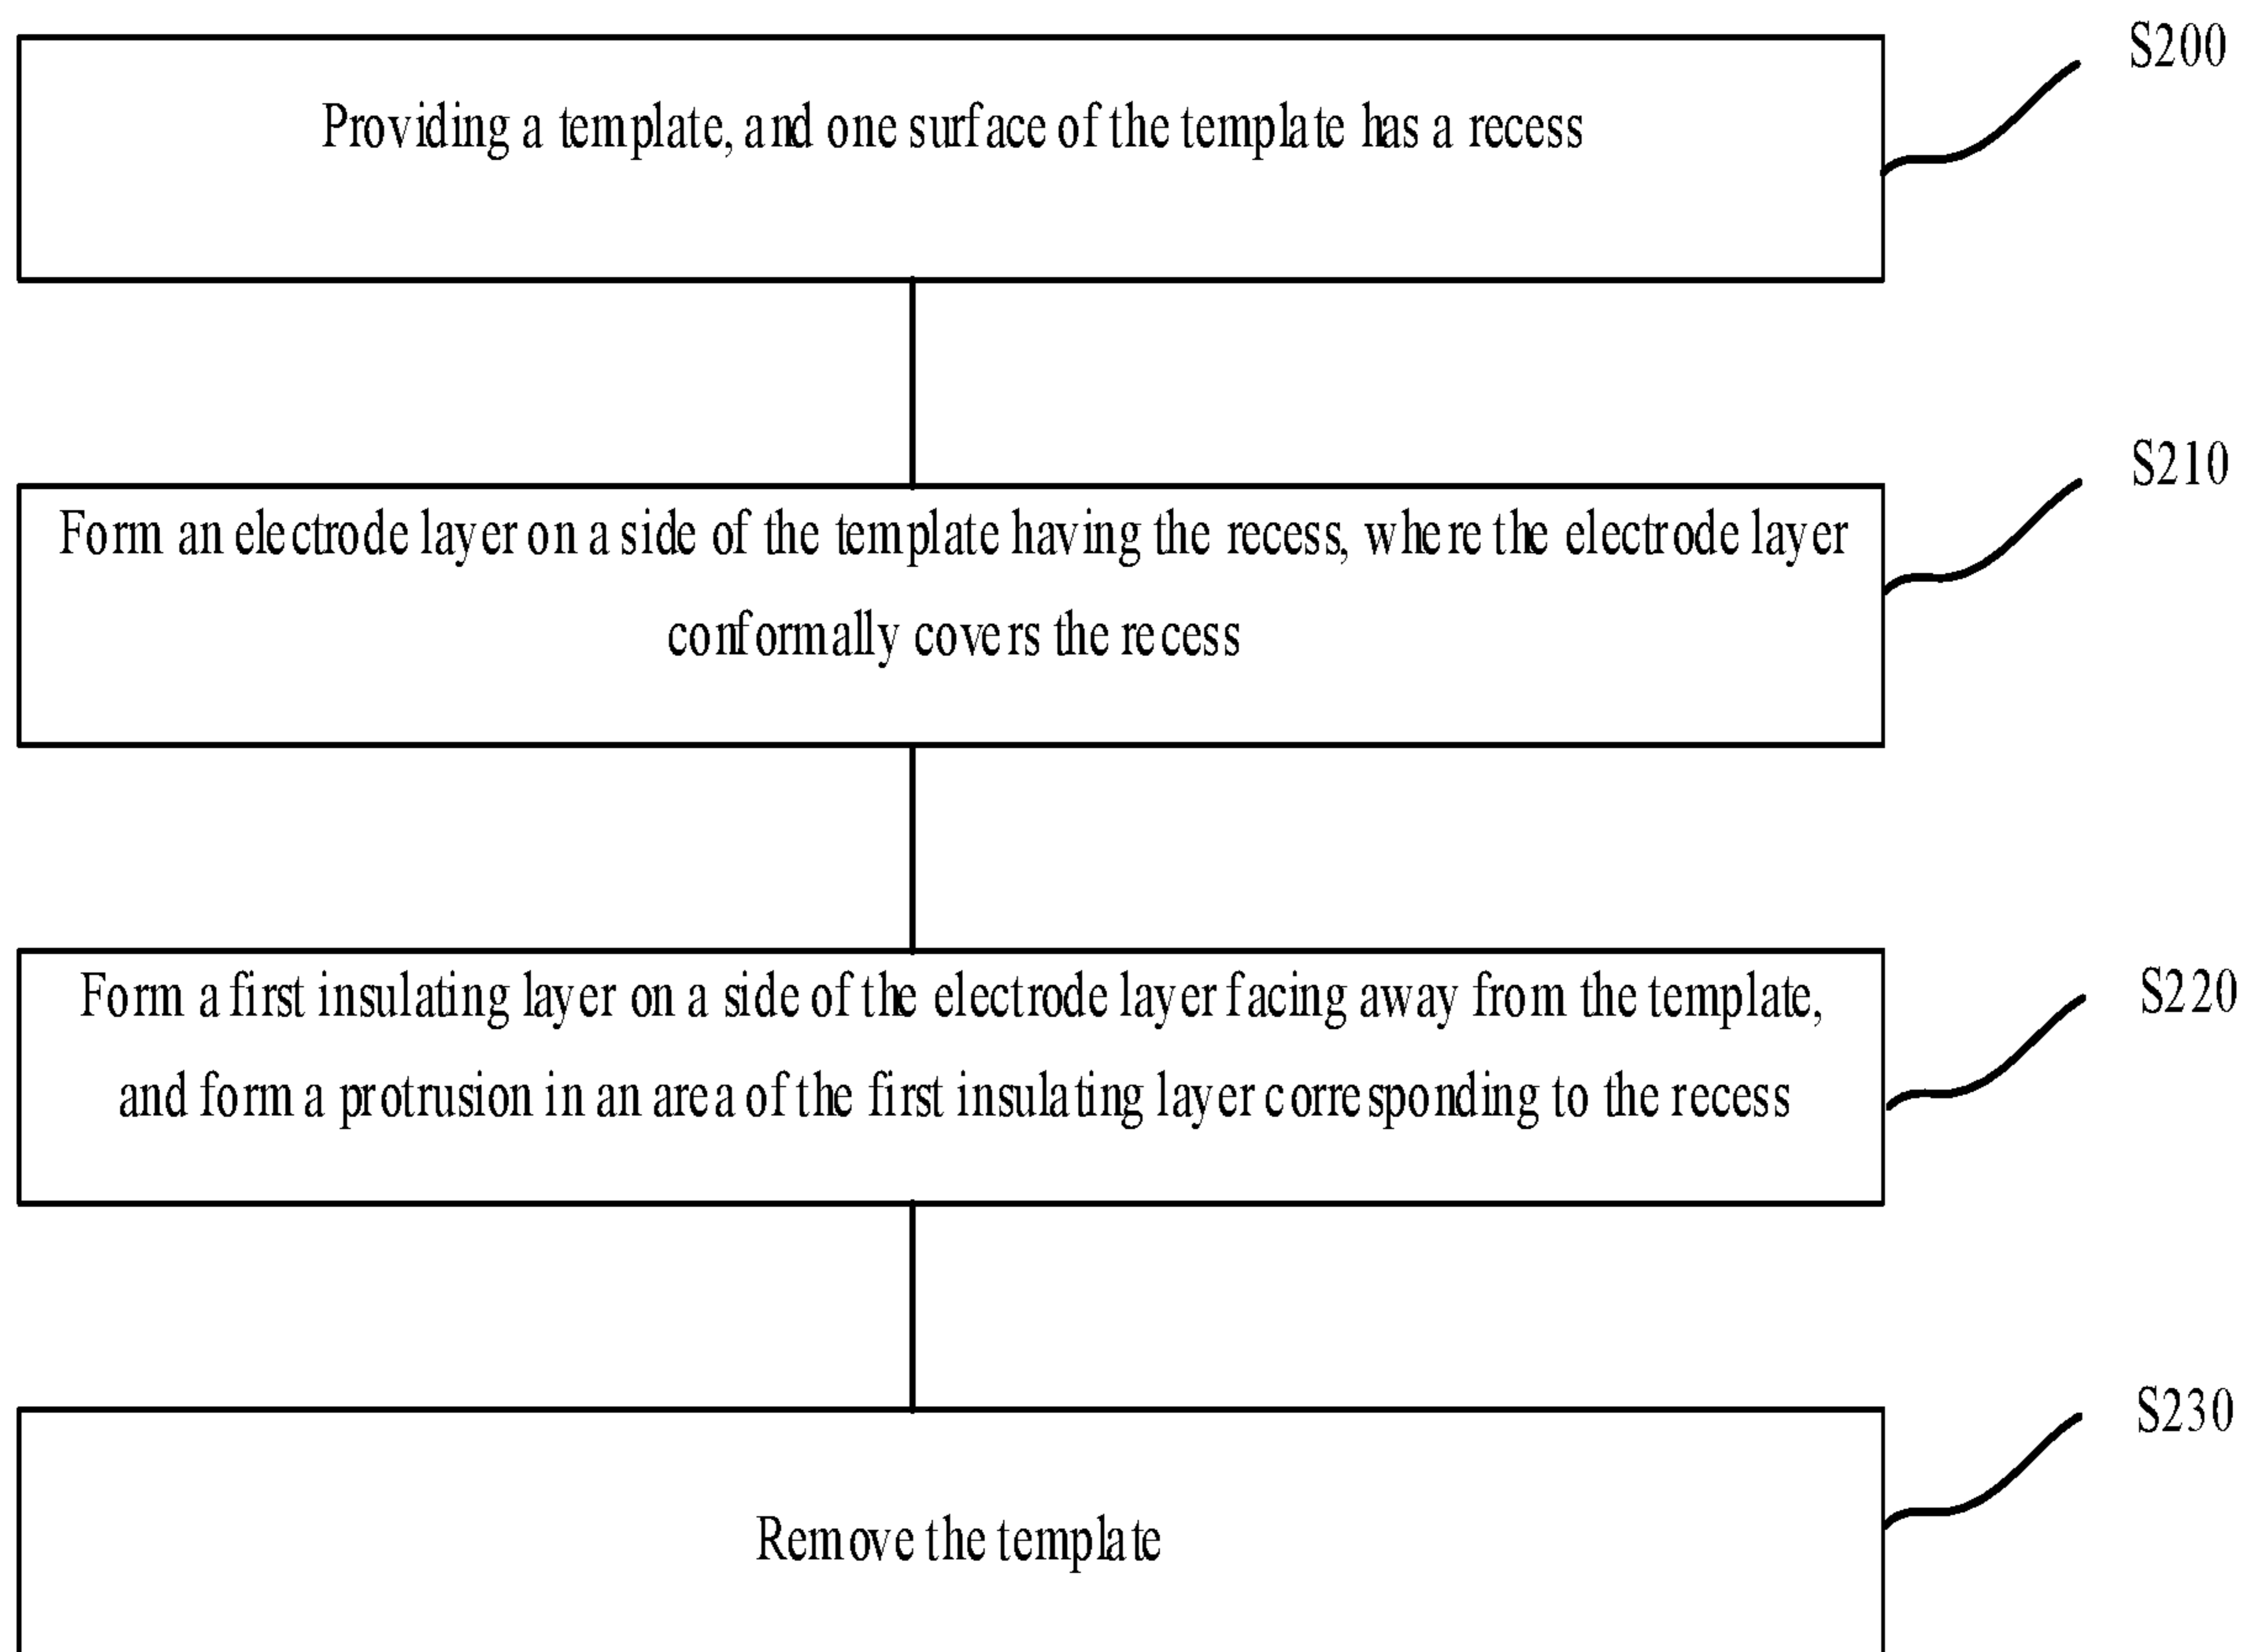 S200
Providing a template, and one surface of the template has a recess
S210
Form an electrode layer on a side of the template having the recess, where the electrode layer
conformally covers the recess
S220
Form a first insulating layer on a side of the electrode layer facing away from the template,
and form a protrusion in an area of the first insulating layer corresponding to the recess
S230
Remove the template